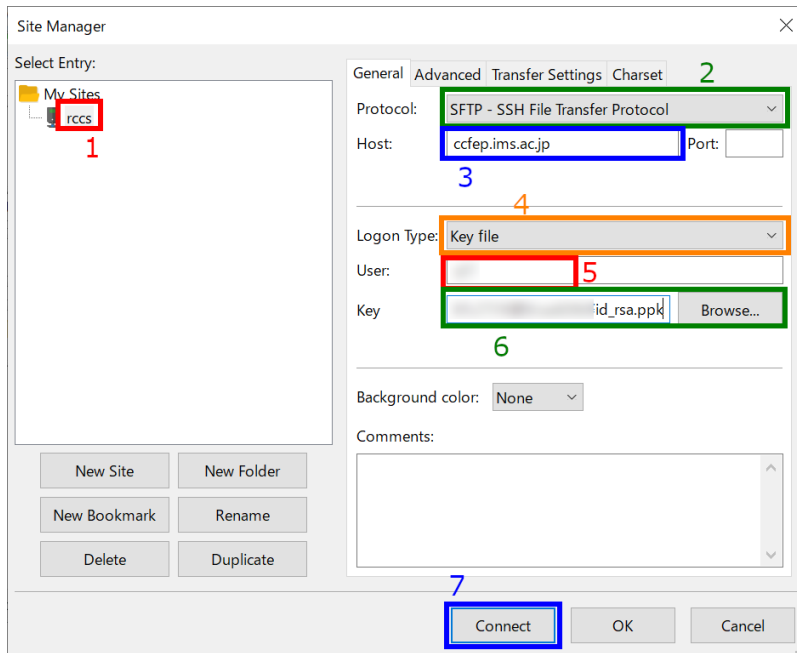 Site Manager
Select Entry:
My Sites
rccs
1
General Advanced Transfer Settings Charset
2
Protocol: SFTP - SSH File Transfer Protocol
Host: ccfep.ims.ac.jp Port:
3
4
Logon Type: Key file
User:
5
Key id_rsa.ppk Browse...
6
Background color: None
Comments:
New Site New Folder
New Bookmark Rename
Delete Duplicate
7
Connect OK Cancel